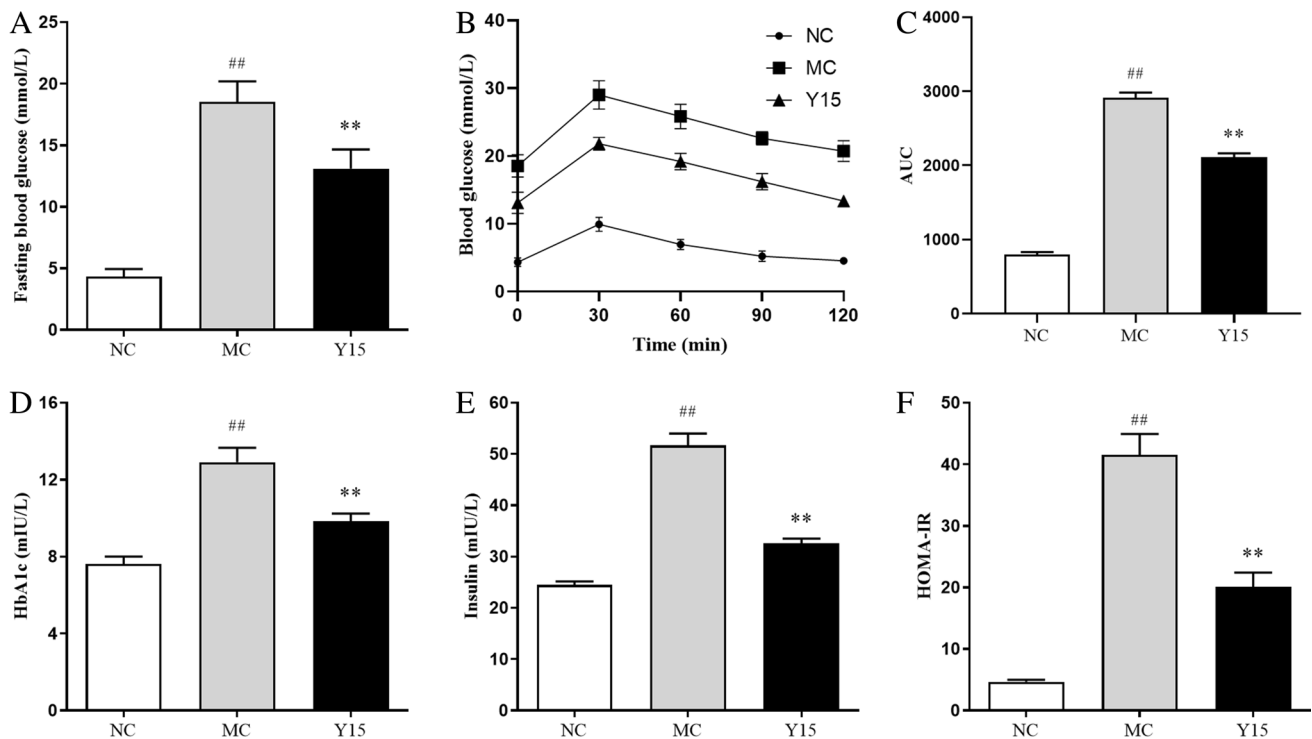 A
Fasting blood glucose (mmol/L)
25
20
15
10
5
0
##
**
NC MC Y15
B
Blood glucose (mmol/L)
40
30
20
10
0
NC
MC
Y15
0 30 60 90 120
Time (min)
C
AUC
4000
3000
2000
1000
0
##
**
NC MC Y15
D
HbA1c (mIU/L)
16
12
8
4
0
##
**
NC MC Y15
E
Insulin (mIU/L)
60
50
40
30
20
10
0
##
**
NC MC Y15
F
HOMA-IR
50
40
30
20
10
0
##
**
NC MC Y15